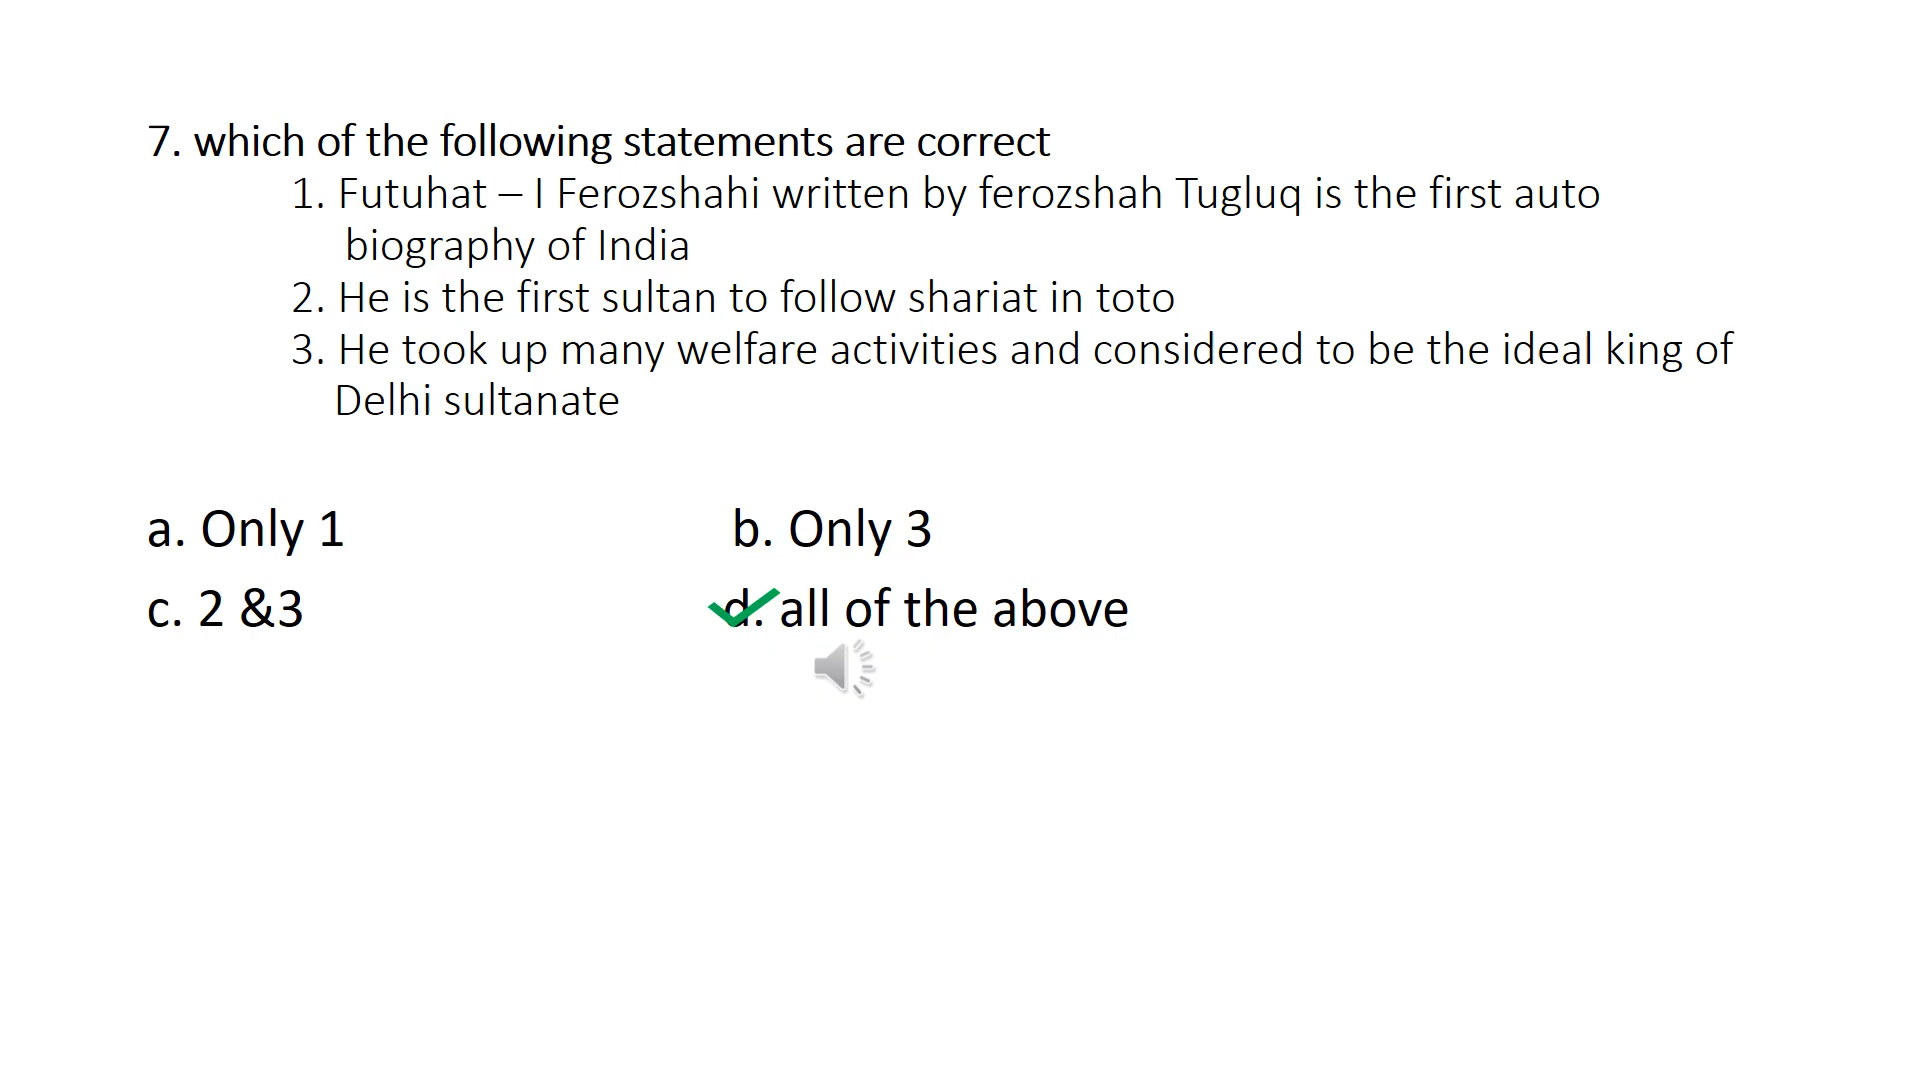 7. which of the following statements are correct
1. Futuhat – I Ferozshahi written by ferozshah Tugluq is the first auto
biography of India
2. He is the first sultan to follow shariat in toto
3. He took up many welfare activities and considered to be the ideal king of
Delhi sultanate
a. Only 1 b. Only 3
c. 2 &3 d. all of the above